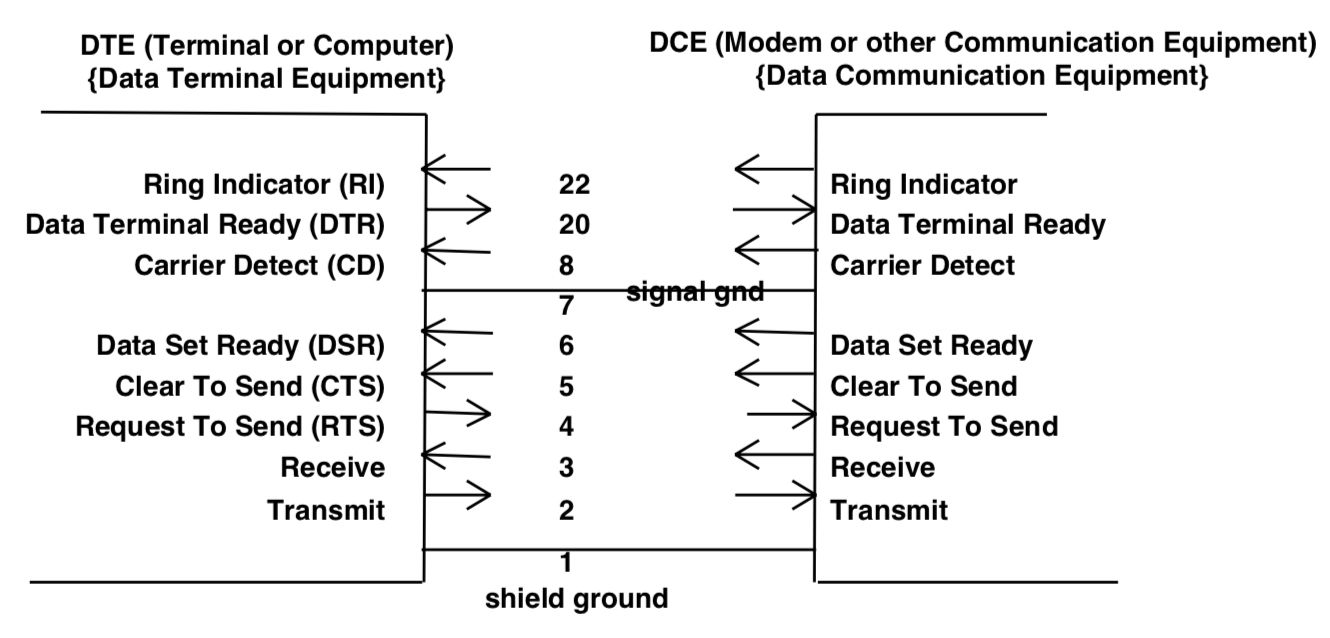 DTE (Terminal or Computer)
{Data Terminal Equipment}
DCE (Modem or other Communication Equipment)
{Data Communication Equipment}
Ring Indicator (RI) 22 Ring Indicator
Data Terminal Ready (DTR) 20 Data Terminal Ready
Carrier Detect (CD) 8 Carrier Detect
signal gnd
7
Data Set Ready (DSR) 6 Data Set Ready
Clear To Send (CTS) 5 Clear To Send
Request To Send (RTS) 4 Request To Send
Receive 3 Receive
Transmit 2 Transmit
1
shield ground